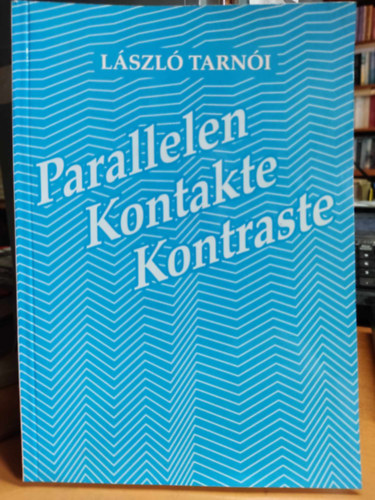 LÁSZLÓ TARNÓI
Parallelen
Kontakte
Kontraste